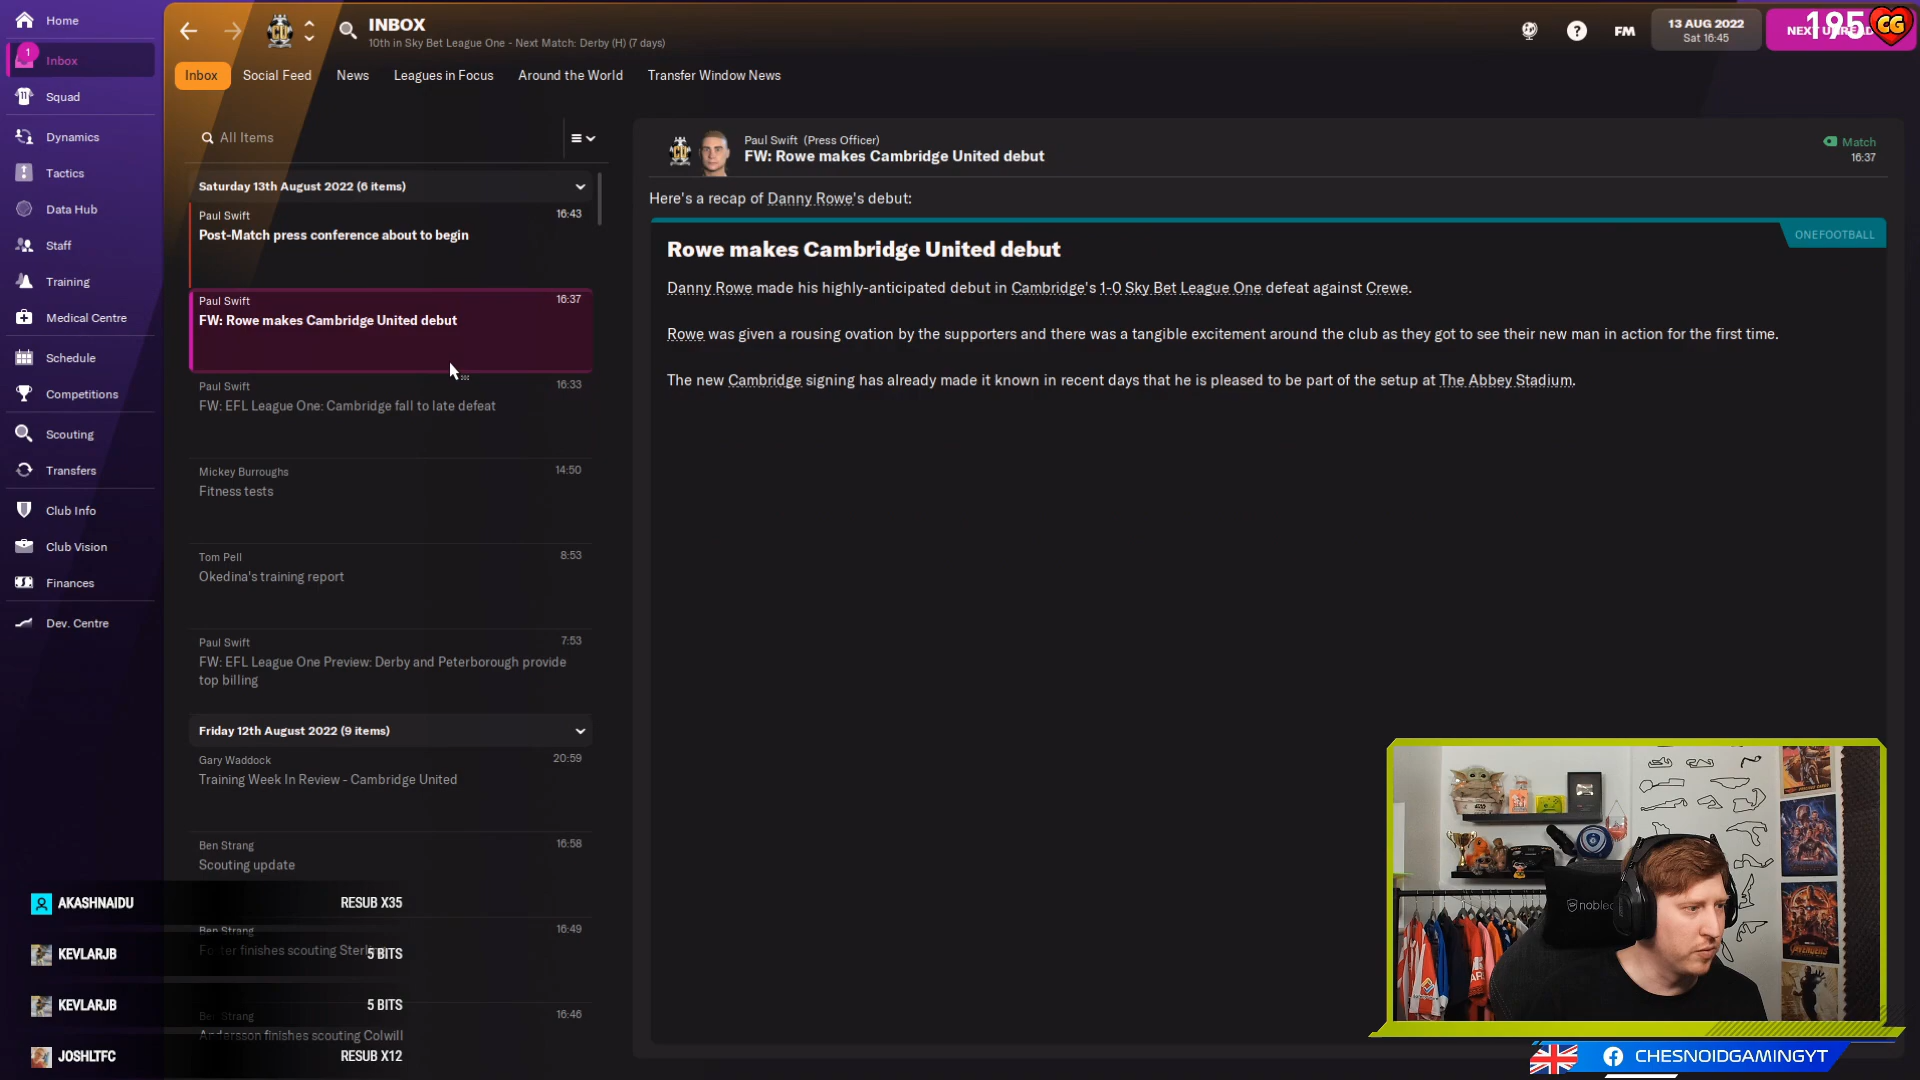 Home
1
Inbox
Squad
Dynamics
Tactics
Data Hub
Staff
Training
Medical Centre
Schedule
Competitions
Scouting
Transfers
Club Info
Club Vision
Finances
Dev. Centre
INBOX
10th in Sky Bet League One - Next Match: Derby (H) (7 days)
FM
13 AUG 2022
Sat 16:45
195
CG
Inbox
Social Feed
News
Leagues in Focus
Around the World
Transfer Window News
All Items
Saturday 13th August 2022 (6 items)
Paul Swift 16:43
Post-Match press conference about to begin
Paul Swift 16:37
FW: Rowe makes Cambridge United debut
Paul Swift 16:33
FW: EFL League One: Cambridge fall to late defeat
Mickey Burroughs 14:50
Fitness tests
Tom Pell 8:53
Okedina's training report
Paul Swift 7:53
FW: EFL League One Preview: Derby and Peterborough provide
top billing
Friday 12th August 2022 (9 items)
Gary Waddock 20:59
Training Week In Review - Cambridge United
Ben Strang 16:58
Scouting update
Ben Strang 16:49
finishes scouting
Strang 16:46
Andersson finishes scouting Colwill
AKASHNAIDU RESUB X35
KEVLARJB 5 BITS
KEVLARJB 5 BITS
JOSHLTFC RESUB X12
Paul Swift (Press Officer)
FW: Rowe makes Cambridge United debut
Match
16:37
Here's a recap of Danny Rowe's debut:
ONEFOOTBALL
Rowe makes Cambridge United debut
Danny Rowe made his highly-anticipated debut in Cambridge's 1-0 Sky Bet League One defeat against Crewe.
Rowe was given a rousing ovation by the supporters and there was a tangible excitement around the club as they got to see their new man in action for the first time.
The new Cambridge signing has already made it known in recent days that he is pleased to be part of the setup at The Abbey Stadium.
CHESNOIDGAMINGYT